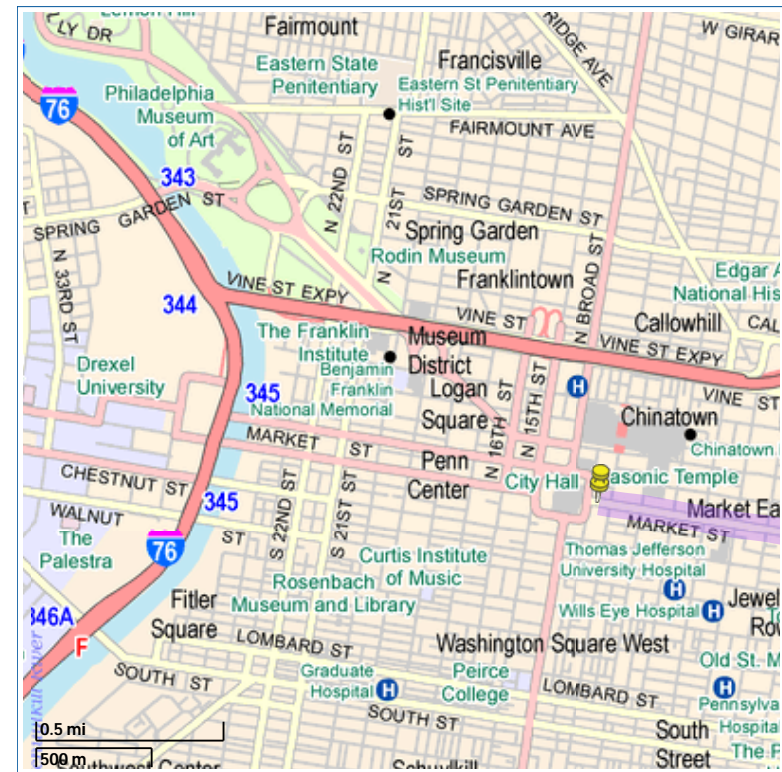 LY DR
Fairmount
RIDGE AVE
W GIRAR
Eastern State
Penitentiary
Francisville
Eastern St Penitentiary
Hist'l Site
76
Philadelphia
Museum
of Art
FAIRMOUNT AVE
343
N 22ND ST
21ST ST
N
SPRING GARDEN ST
SPRING GARDEN ST
Spring Garden
N 33RD ST
Rodin Museum
N BROAD ST
Edgar A
National His
Franklintown
VINE ST EXPY
344
VINE ST
Callowhill
CAL
The Franklin
Institute
Museum
District
VINE ST EXPY
Benjamin
Franklin
National Memorial
Drexel
University
345
Logan
Square
N 16TH ST
N 15TH ST
H
VINE ST
Chinatown
Chinatown
MARKET ST
Penn
Center
City Hall
asonic Temple
CHESTNUT ST
345
S 22ND ST
S 21ST ST
Market Ea
MARKET ST
WALNUT ST
The
Palestra
76
Curtis Institute
of Music
Thomas Jefferson
University Hospital
H
Rosenbach
Museum and Library
Wills Eye Hospital
H
Jewel
Ro
346A
F
Fitler
Square
LOMBARD ST
Washington Square West
Old St. M
SOUTH ST
Graduate
Hospital
H
Peirce
College
LOMBARD ST
H
Pennsylva
Hospita
SOUTH ST
South
Street
The P
0.5 mi
500 m